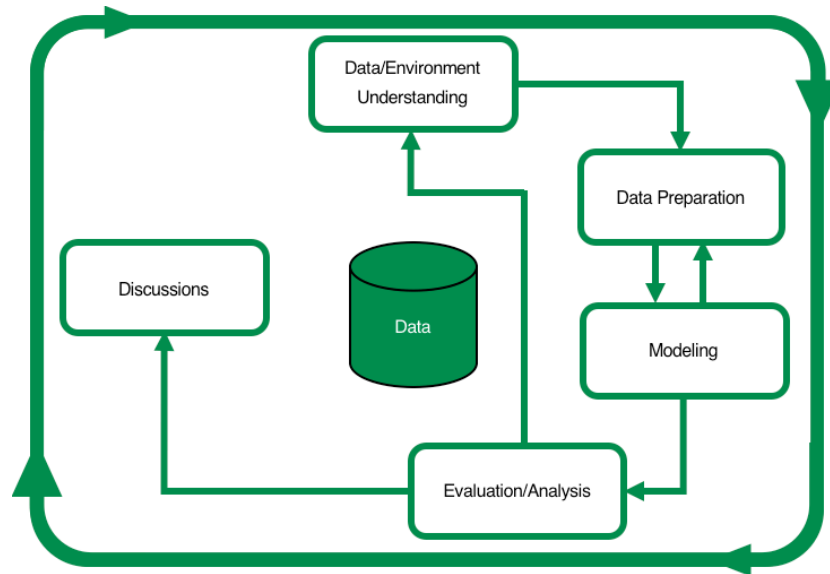 Data/Environment
Understanding
Data Preparation
Discussions
Data
Modeling
Evaluation/Analysis